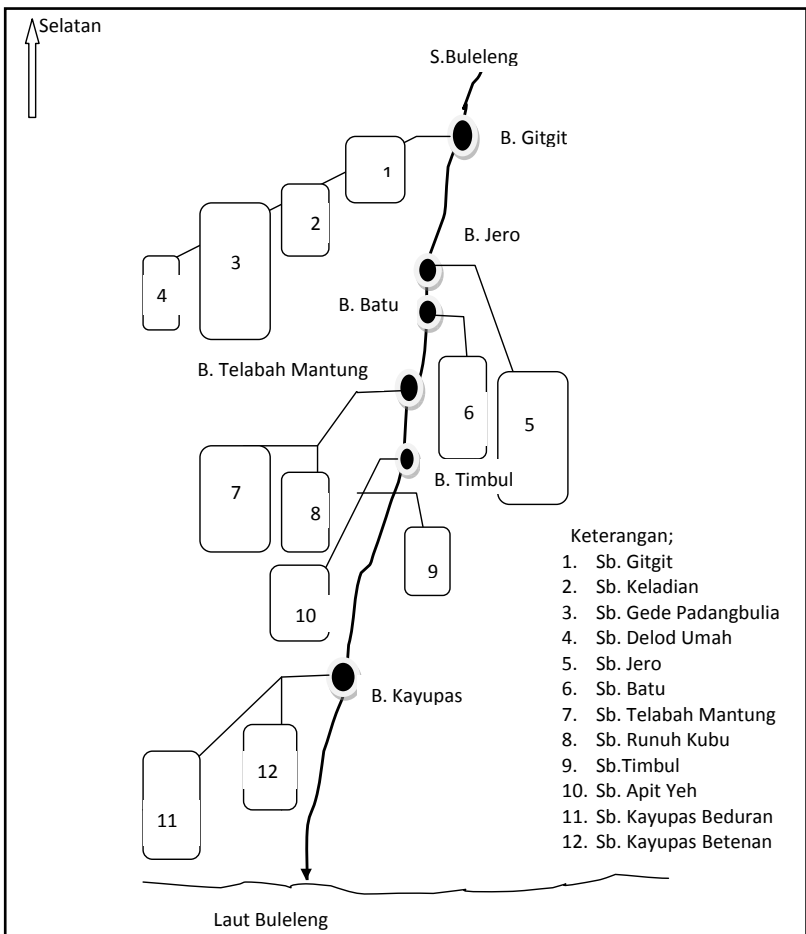 Selatan
S.Buleleng
B. Gitgit
1
2
B. Jero
3
4
B. Batu
B. Telabah Mantung
6
5
B. Timbul
7
8
9
10
Keterangan;
1. Sb. Gitgit
2. Sb. Keladian
3. Sb. Gede Padangbulia
4. Sb. Delod Umah
5. Sb. Jero
6. Sb. Batu
7. Sb. Telabah Mantung
8. Sb. Runuh Kubu
9. Sb.Timbul
10. Sb. Apit Yeh
11. Sb. Kayupas Beduran
12. Sb. Kayupas Betenan
B. Kayupas
12
11
Laut Buleleng